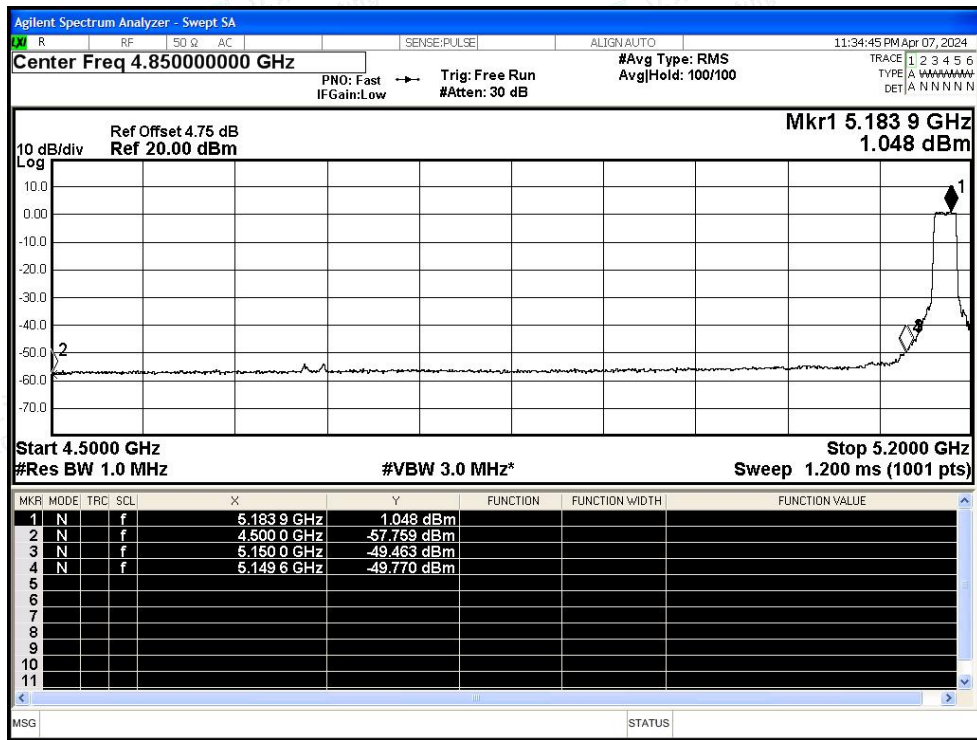 Agilent Spectrum Analyzer - Swept SA
LXI R RF 50 Ω AC SENSE:PULSE ALIGN AUTO 11:34:45 PM Apr 07, 2024
Center Freq 4.850000000 GHz
PNO: Fast
IFGain:Low
Trig: Free Run
#Atten: 30 dB
#Avg Type: RMS
Avg|Hold: 100/100
TRACE 1 2 3 4 5 6
TYPE A WWWWW
DET A N N N N N
Mkr1 5.183 9 GHz
1.048 dBm
Ref Offset 4.75 dB
10 dB/div Ref 20.00 dBm
Log
10.0
0.00
-10.0
-20.0
-30.0
-40.0
-50.0
-60.0
-70.0
1
2
Start 4.5000 GHz Stop 5.2000 GHz
#Res BW 1.0 MHz #VBW 3.0 MHz* Sweep 1.200 ms (1001 pts)
MKR MODE TRC SCL X Y FUNCTION FUNCTION WIDTH FUNCTION VALUE
1 N f 5.183 9 GHz 1.048 dBm
2 N f 4.500 0 GHz -57.759 dBm
3 N f 5.150 0 GHz -49.463 dBm
4 N f 5.149 6 GHz -49.770 dBm
5
6
7
8
9
10
11
MSG STATUS